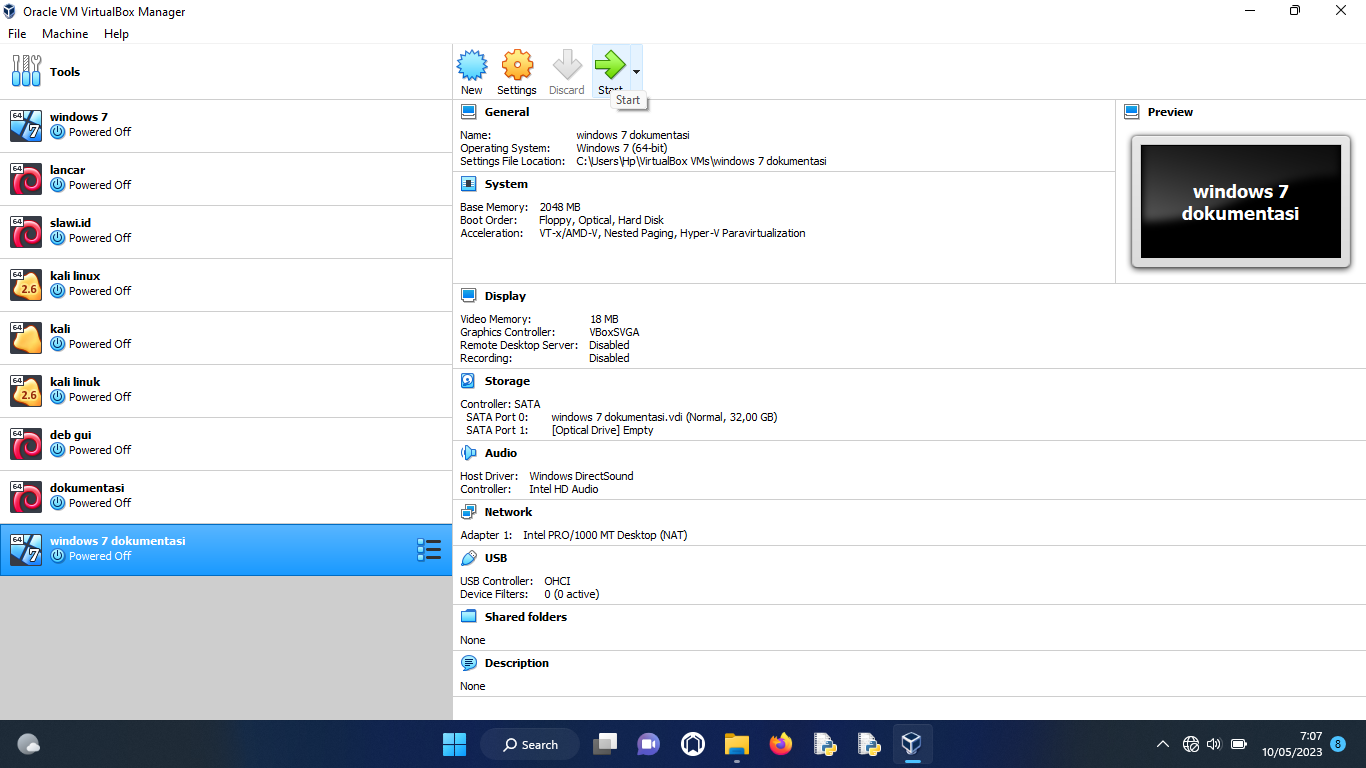 Oracle VM VirtualBox Manager
File Machine Help
Tools
New Settings Discard Start
Start
64 7 windows 7
Powered Off
64 lancar
Powered Off
64 slawi.id
Powered Off
64 2.6 kali linux
Powered Off
64 kali
Powered Off
64 2.6 kali linuk
Powered Off
64 deb gui
Powered Off
64 dokumentasi
Powered Off
64 7 windows 7 dokumentasi
Powered Off
General
Name: windows 7 dokumentasi
Operating System: Windows 7 (64-bit)
Settings File Location: C:\Users\Hp\VirtualBox VMs\windows 7 dokumentasi
System
Base Memory: 2048 MB
Boot Order: Floppy, Optical, Hard Disk
Acceleration: VT-x/AMD-V, Nested Paging, Hyper-V Paravirtualization
Preview
windows 7
dokumentasi
Display
Video Memory: 18 MB
Graphics Controller: VBoxSVGA
Remote Desktop Server: Disabled
Recording: Disabled
Storage
Controller: SATA
SATA Port 0: windows 7 dokumentasi.vdi (Normal, 32,00 GB)
SATA Port 1: [Optical Drive] Empty
Audio
Host Driver: Windows DirectSound
Controller: Intel HD Audio
Network
Adapter 1: Intel PRO/1000 MT Desktop (NAT)
USB
USB Controller: OHCI
Device Filters: 0 (0 active)
Shared folders
None
Description
None
Search
7:07
10/05/2023
8